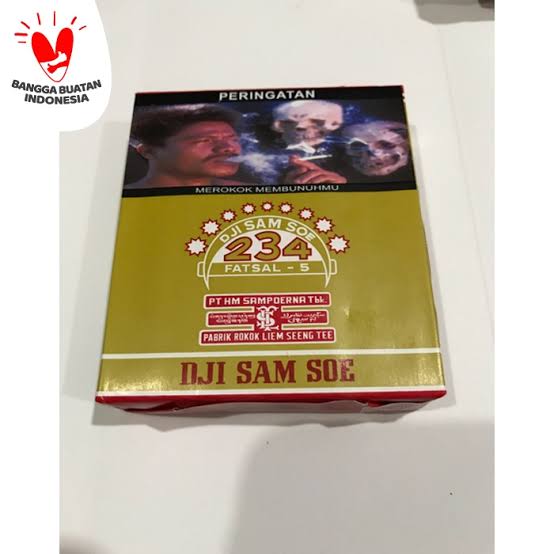 BANGGA BUATAN
INDONESIA
PERINGATAN
MEROKOK MEMBUNUHMU
DJI SAM SOE
234
FATSAL - 5
PT HM SAMPOERNA Tbk.
PABRIK ROKOK LIEM SEENG TEE
DJI SAM SOE